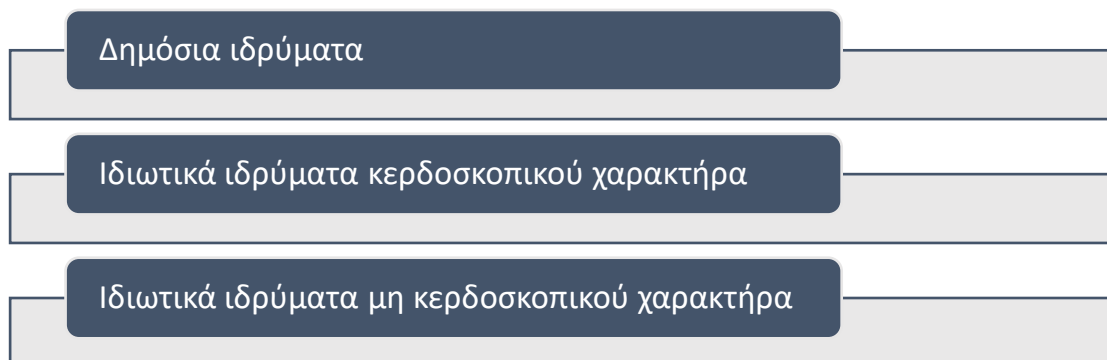 Δημόσια ιδρύματα
Ιδιωτικά ιδρύματα κερδοσκοπικού χαρακτήρα
Ιδιωτικά ιδρύματα μη κερδοσκοπικού χαρακτήρα